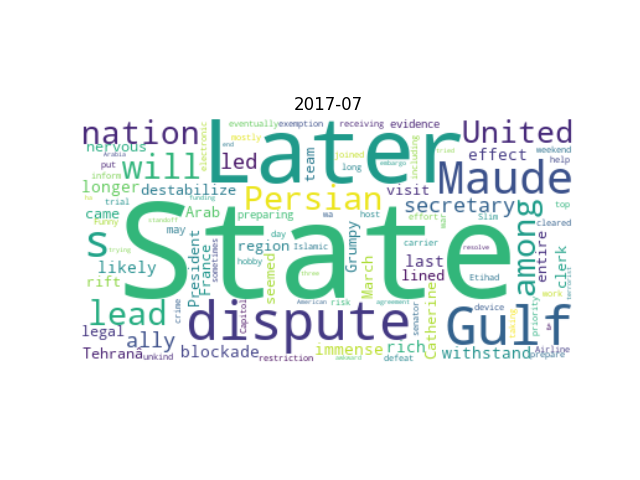 2017-07
eventually exemption receiving evidence
nation Later United
nervous mostly electronic end team joined
Arabia put will led long including tried effect weekend help
inform longer destabilize Persian visit Maude
trial came Arab preparing host effort secretary Slim top
Funny may President France sometimes State war among cleared
s region Islamic Grumpy carrier last entire clerk
likely trying hobby seemed March lined resolve Etihad terrorist
rift standoff funding three embargo work
lead crime Capitol American risk agreement senator device taking priority
dispute Catherine Gulf
legal ally immense rich
Tehranâ unkind blockade restriction awkward defeat withstand Airline prepare